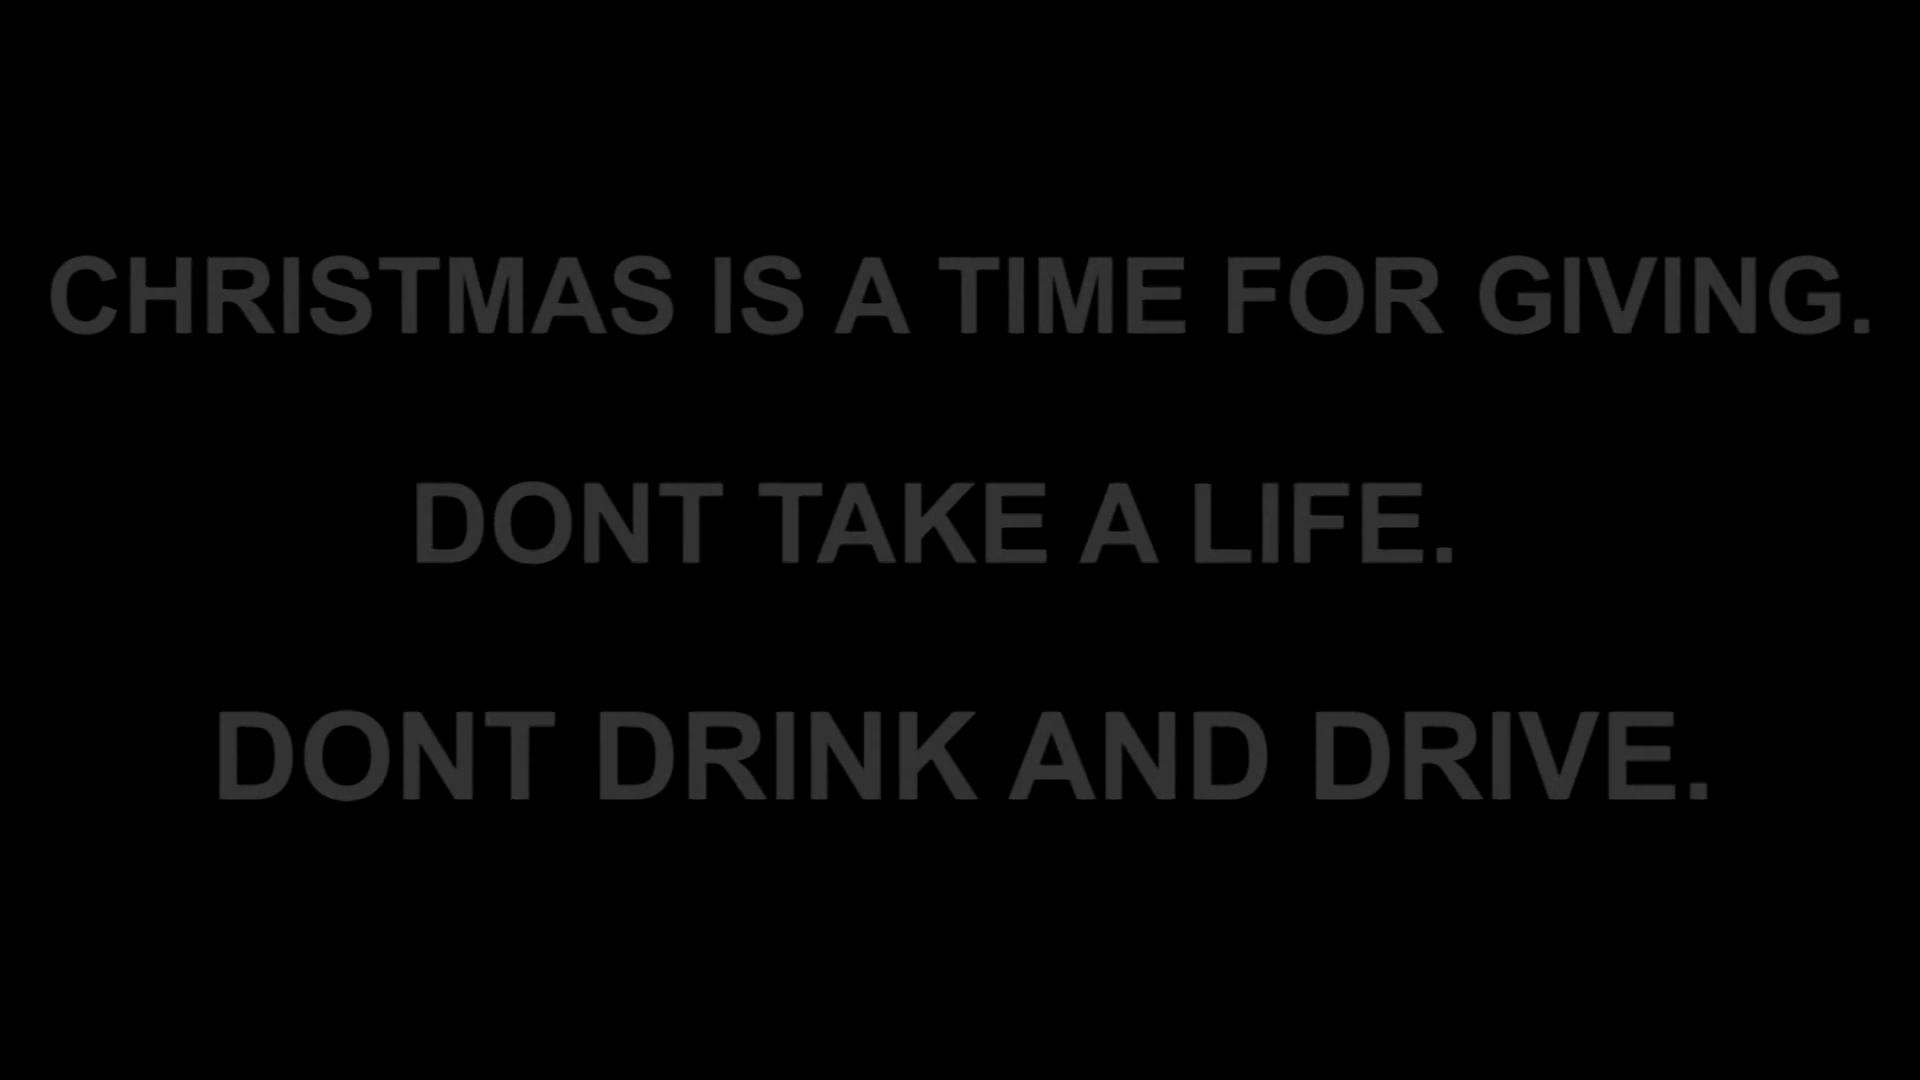 CHRISTMAS IS A TIME FOR GIVING.
DONT TAKE A LIFE.
DONT DRINK AND DRIVE.